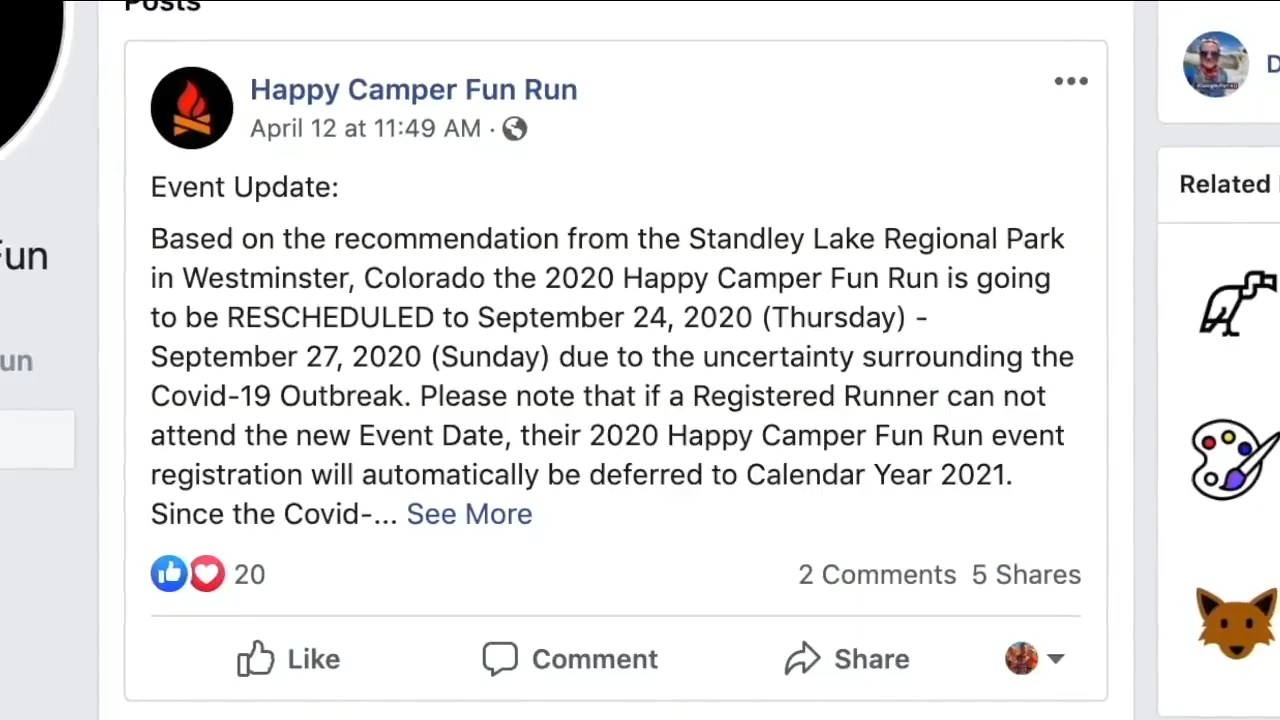 Posts
Happy Camper Fun Run
April 12 at 11:49 AM ·
Event Update:
Based on the recommendation from the Standley Lake Regional Park
in Westminster, Colorado the 2020 Happy Camper Fun Run is going
to be RESCHEDULED to September 24, 2020 (Thursday) -
September 27, 2020 (Sunday) due to the uncertainty surrounding the
Covid-19 Outbreak. Please note that if a Registered Runner can not
attend the new Event Date, their 2020 Happy Camper Fun Run event
registration will automatically be deferred to Calendar Year 2021.
Since the Covid-... See More
20
2 Comments 5 Shares
Like Comment Share
Fun
un
D
Related